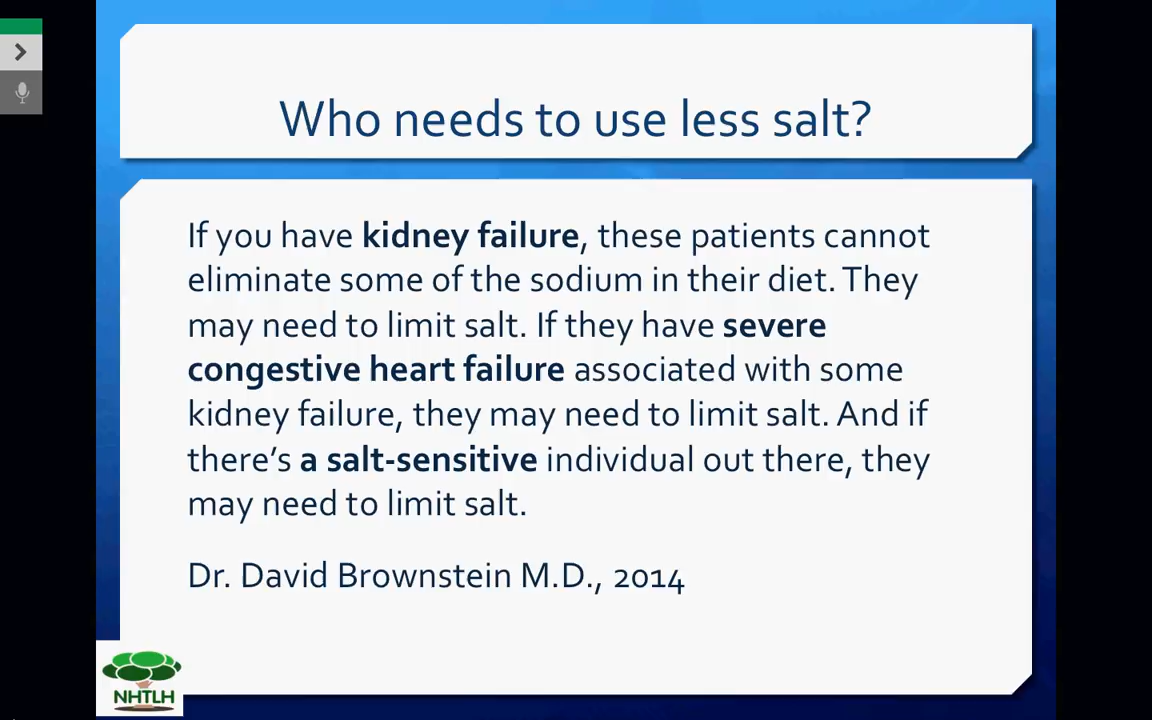 Who needs to use less salt?
If you have kidney failure, these patients cannot
eliminate some of the sodium in their diet. They
may need to limit salt. If they have severe
congestive heart failure associated with some
kidney failure, they may need to limit salt. And if
there's a salt-sensitive individual out there, they
may need to limit salt.
Dr. David Brownstein M.D., 2014
NHTLH